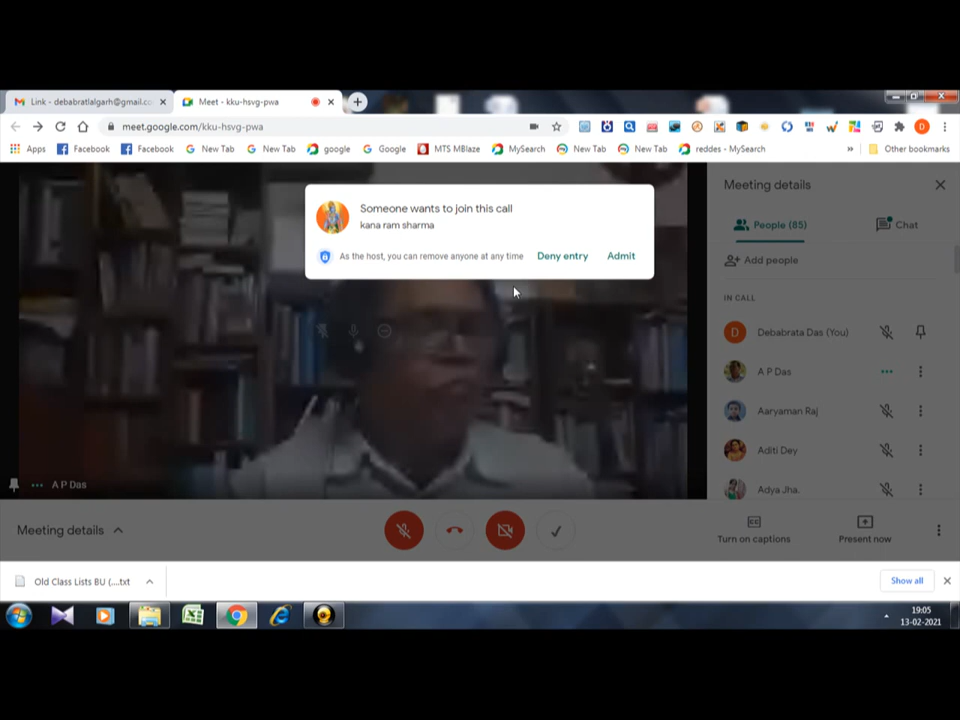 Link - debabratlalgarh@gmail.co
Meet - kku-hsvg-pwa
meet.google.com/kku-hsvg-pwa
Apps Facebook Facebook New Tab New Tab google Google MTS MBlaze MySearch New Tab New Tab reddes - MySearch » Other bookmarks
Someone wants to join this call
kana ram sharma
As the host, you can remove anyone at any time Deny entry Admit
Meeting details
People (85) Chat
Add people
IN CALL
D Debabrata Das (You)
A P Das
Aaryaman Raj
Aditi Dey
Adya Jha.
A P Das
Meeting details
Turn on captions Present now
Old Class Lists BU (....txt Show all
19:05
13-02-2021